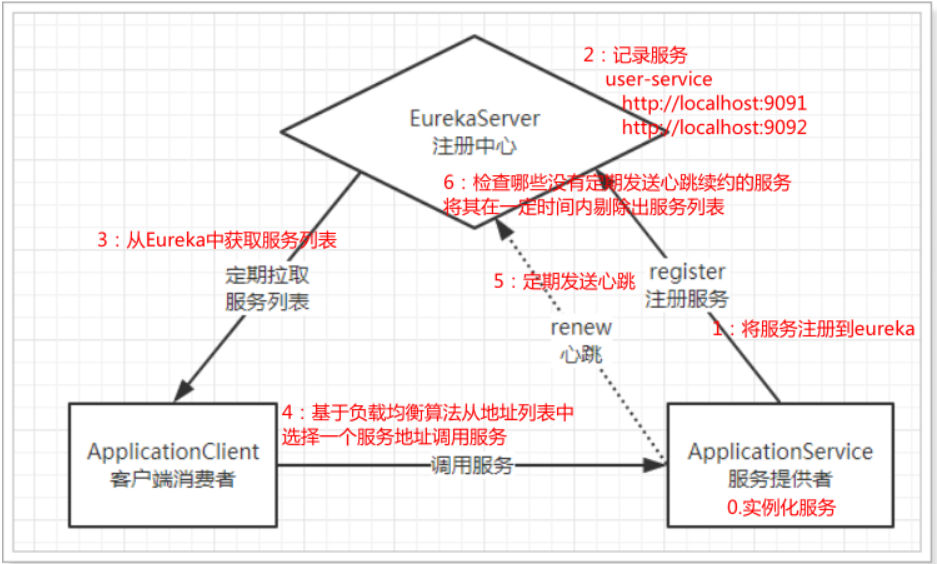 2：记录服务
user-service
http://localhost:9091
http://localhost:9092
EurekaServer
注册中心
6：检查哪些没有定期发送心跳续约的服务
将其在一定时间内剔除出服务列表
3：从Eureka中获取服务列表
定期拉取
服务列表
5：定期发送心跳
renew
心跳
register
注册服务
1：将服务注册到eureka
4：基于负载均衡算法从地址列表中
选择一个服务地址调用服务
调用服务
ApplicationClient
客户端消费者
ApplicationService
服务提供者
0.实例化服务